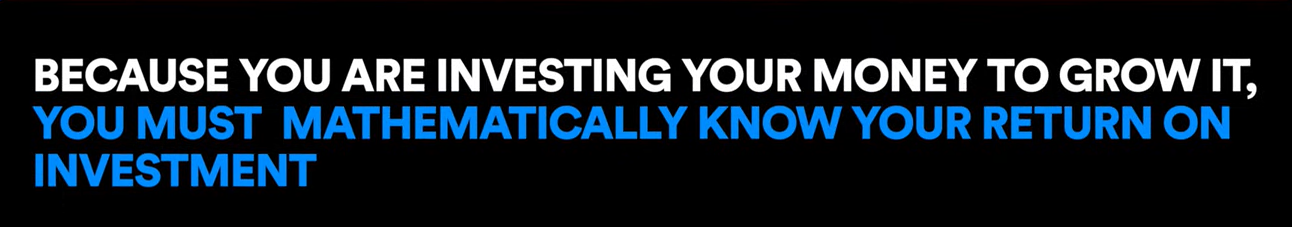 BECAUSE YOU ARE INVESTING YOUR MONEY TO GROW IT,
YOU MUST  MATHEMATICALLY KNOW YOUR RETURN ON
INVESTMENT